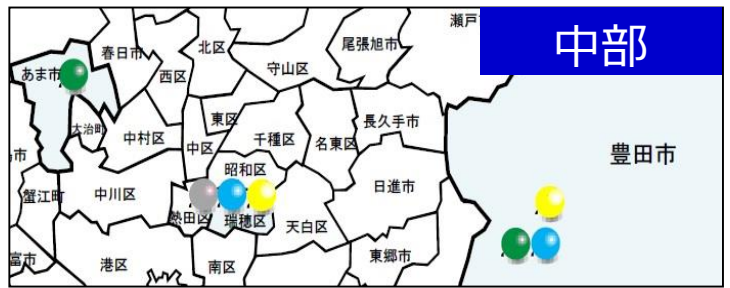 中部
瀬戸
春日市
北区
尾張旭市
あま市
西区
守山区
大治町
東区
長久手市
中村区
中区
千種区
名東区
豊田市
市
昭和区
蟹江町
中川区
日進市
熱田区
瑞穂区
天白区
東郷市
富市
港区
南区